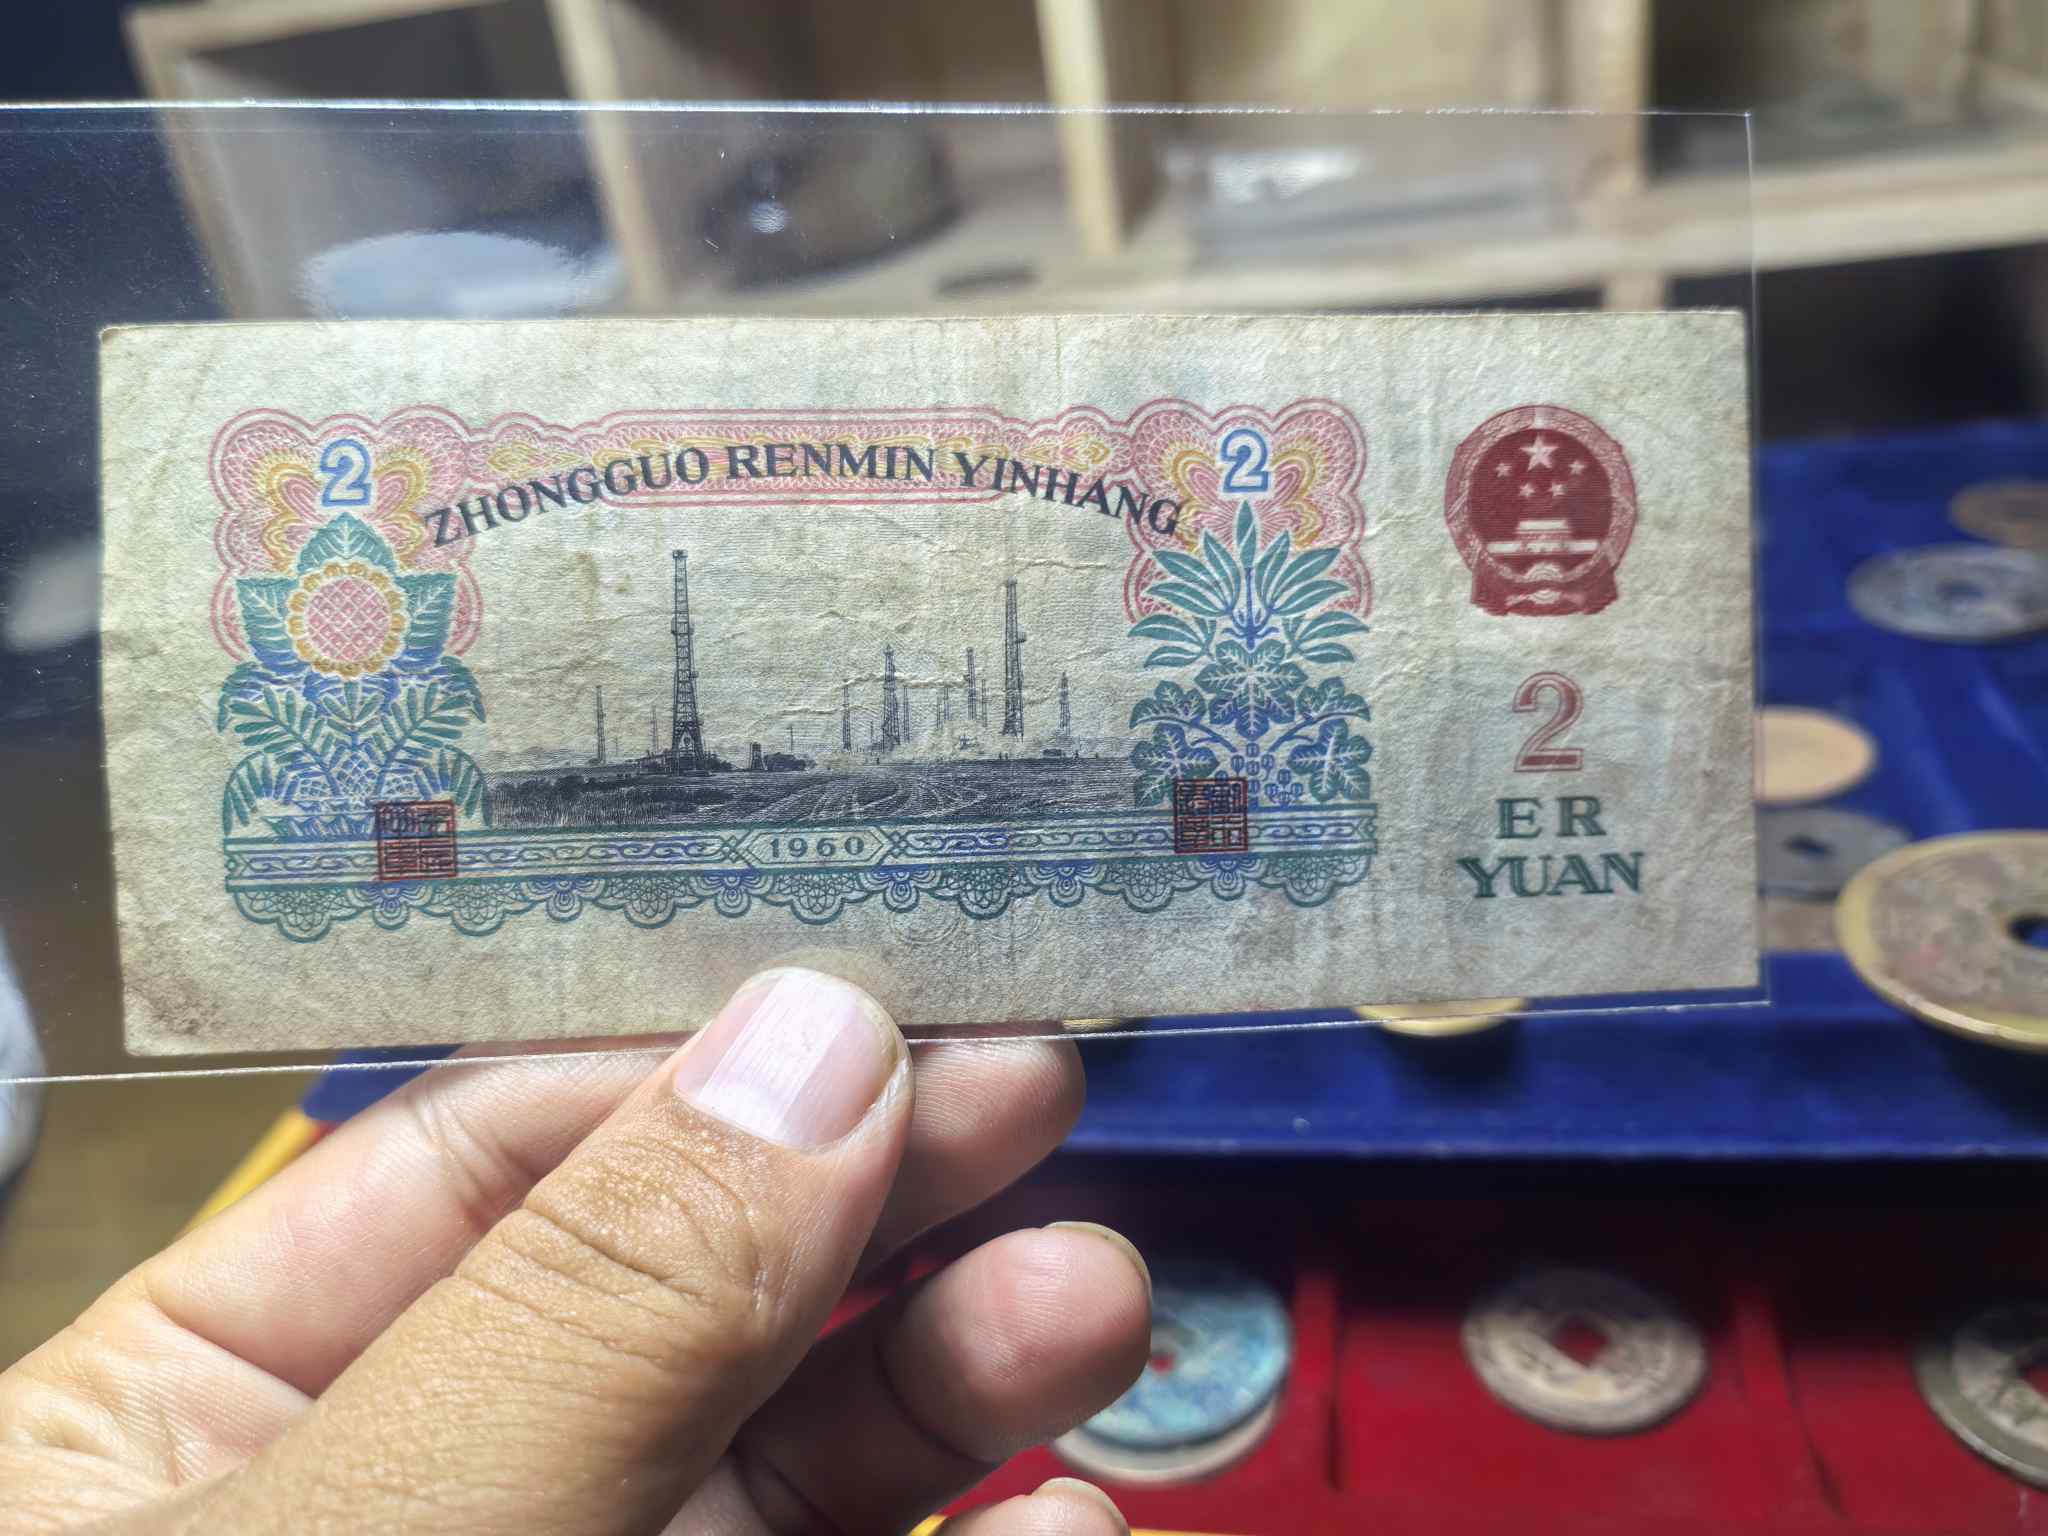 2
2
ZHONGGUO RENMIN YINHANG
2
ER
YUAN
1960